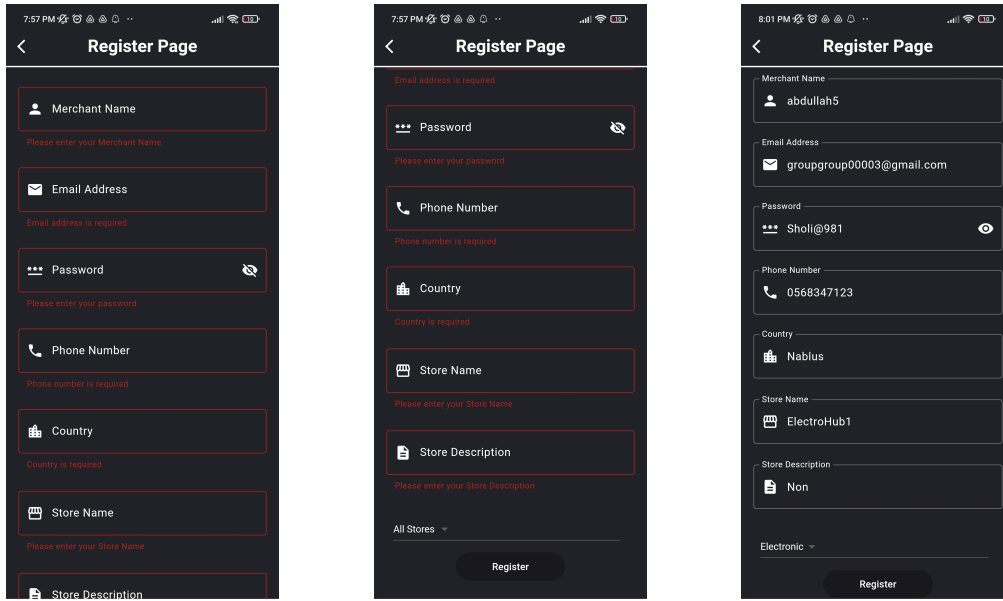 7:57 PM
10
Register Page
Merchant Name
Please enter your Merchant Name
Email Address
Email address is required
*** Password
Please enter your password
Phone Number
Phone number is required
Country
Country is required
Store Name
Please enter your Store Name
Store Description
7:57 PM
10
Register Page
Email address is required
*** Password
Please enter your password
Phone Number
Phone number is required
Country
Country is required
Store Name
Please enter your Store Name
Store Description
Please enter your Store Description
All Stores
Register
8:01 PM
10
Register Page
Merchant Name
abdullah5
Email Address
groupgroup00003@gmail.com
Password
*** Sholi@981
Phone Number
0568347123
Country
Nablus
Store Name
ElectroHub1
Store Description
Non
Electronic
Register